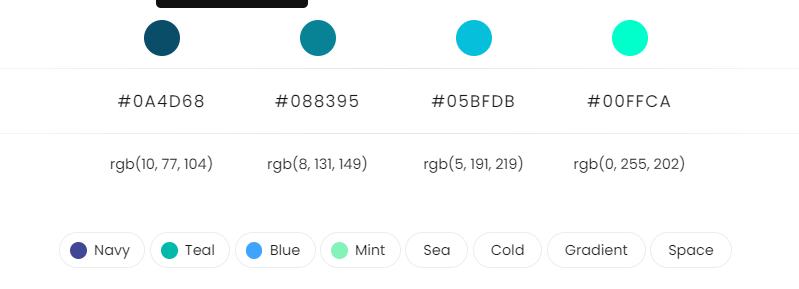 #0A4D68 #088395 #05BFDB #00FFCA
rgb(10, 77, 104) rgb(8, 131, 149) rgb(5, 191, 219) rgb(0, 255, 202)
Navy Teal Blue Mint Sea Cold Gradient Space